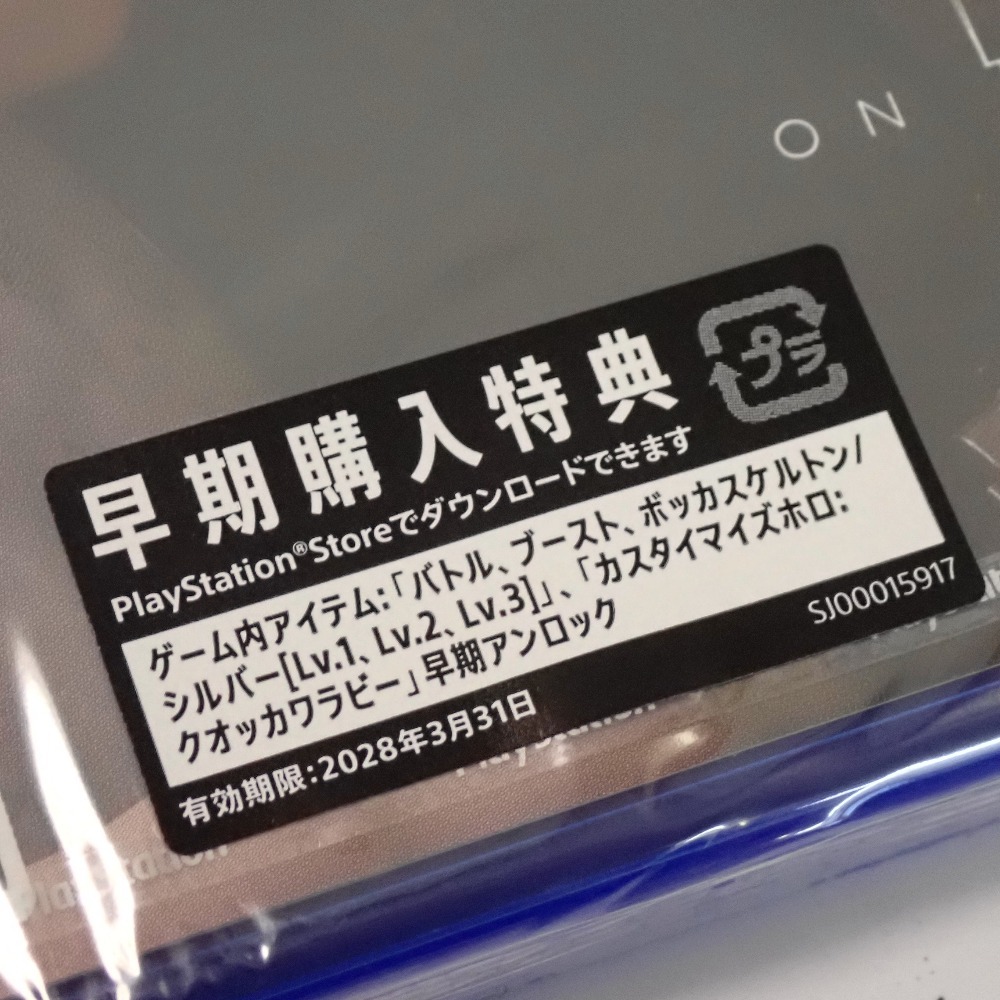 ON
早期購入特典
プラ
PlayStation®Storeでダウンロードできます
ゲーム内アイテム:「バトル、ブースト、ボッカスケルトン/
シルバー[Lv.1、Lv.2、Lv.3]」、「カスタイマイズホロ:
クオッカワラビー」早期アンロック
SJ00015917
有効期限:2028年3月31日
PlayStation
PlayStation